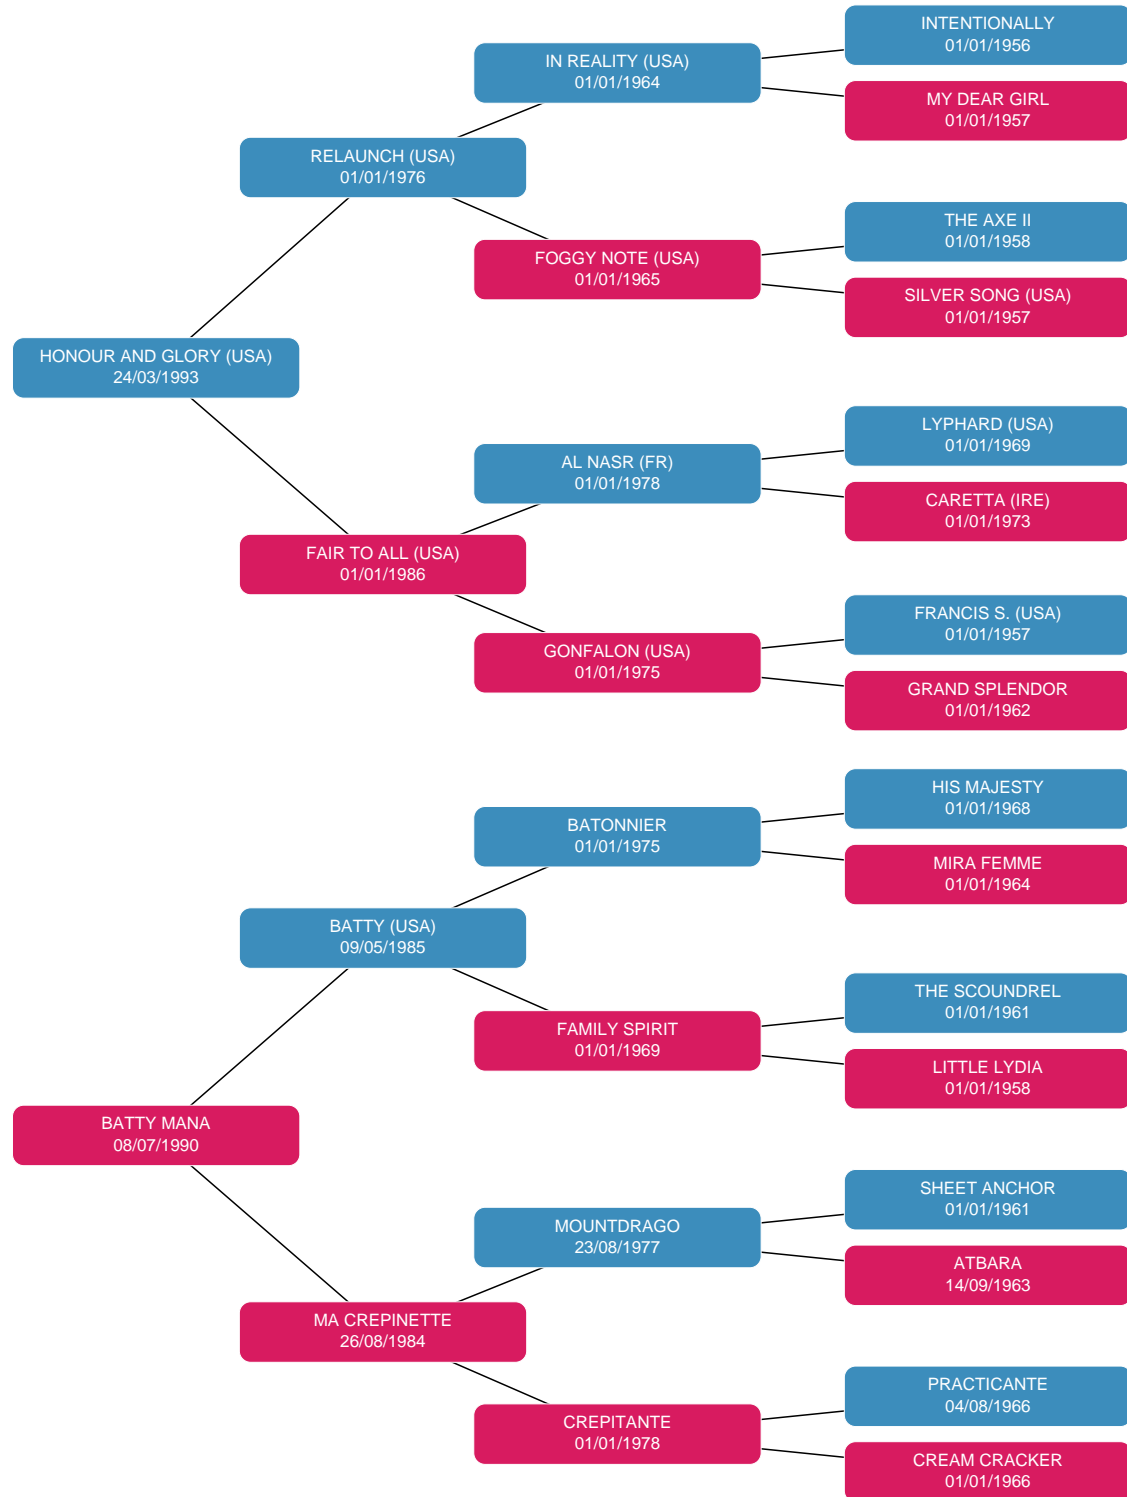 INTENTIONALLY
01/01/1956
IN REALITY (USA)
01/01/1964
MY DEAR GIRL
01/01/1957
RELAUNCH (USA)
01/01/1976
THE AXE II
01/01/1958
FOGGY NOTE (USA)
01/01/1965
SILVER SONG (USA)
01/01/1957
HONOUR AND GLORY (USA)
24/03/1993
LYPHARD (USA)
01/01/1969
AL NASR (FR)
01/01/1978
CARETTA (IRE)
01/01/1973
FAIR TO ALL (USA)
01/01/1986
FRANCIS S. (USA)
01/01/1957
GONFALON (USA)
01/01/1975
GRAND SPLENDOR
01/01/1962
HIS MAJESTY
01/01/1968
BATONNIER
01/01/1975
MIRA FEMME
01/01/1964
BATTY (USA)
09/05/1985
THE SCOUNDREL
01/01/1961
FAMILY SPIRIT
01/01/1969
LITTLE LYDIA
01/01/1958
BATTY MANA
08/07/1990
SHEET ANCHOR
01/01/1961
MOUNTDRAGO
23/08/1977
ATBARA
14/09/1963
MA CREPINETTE
26/08/1984
PRACTICANTE
04/08/1966
CREPITANTE
01/01/1978
CREAM CRACKER
01/01/1966